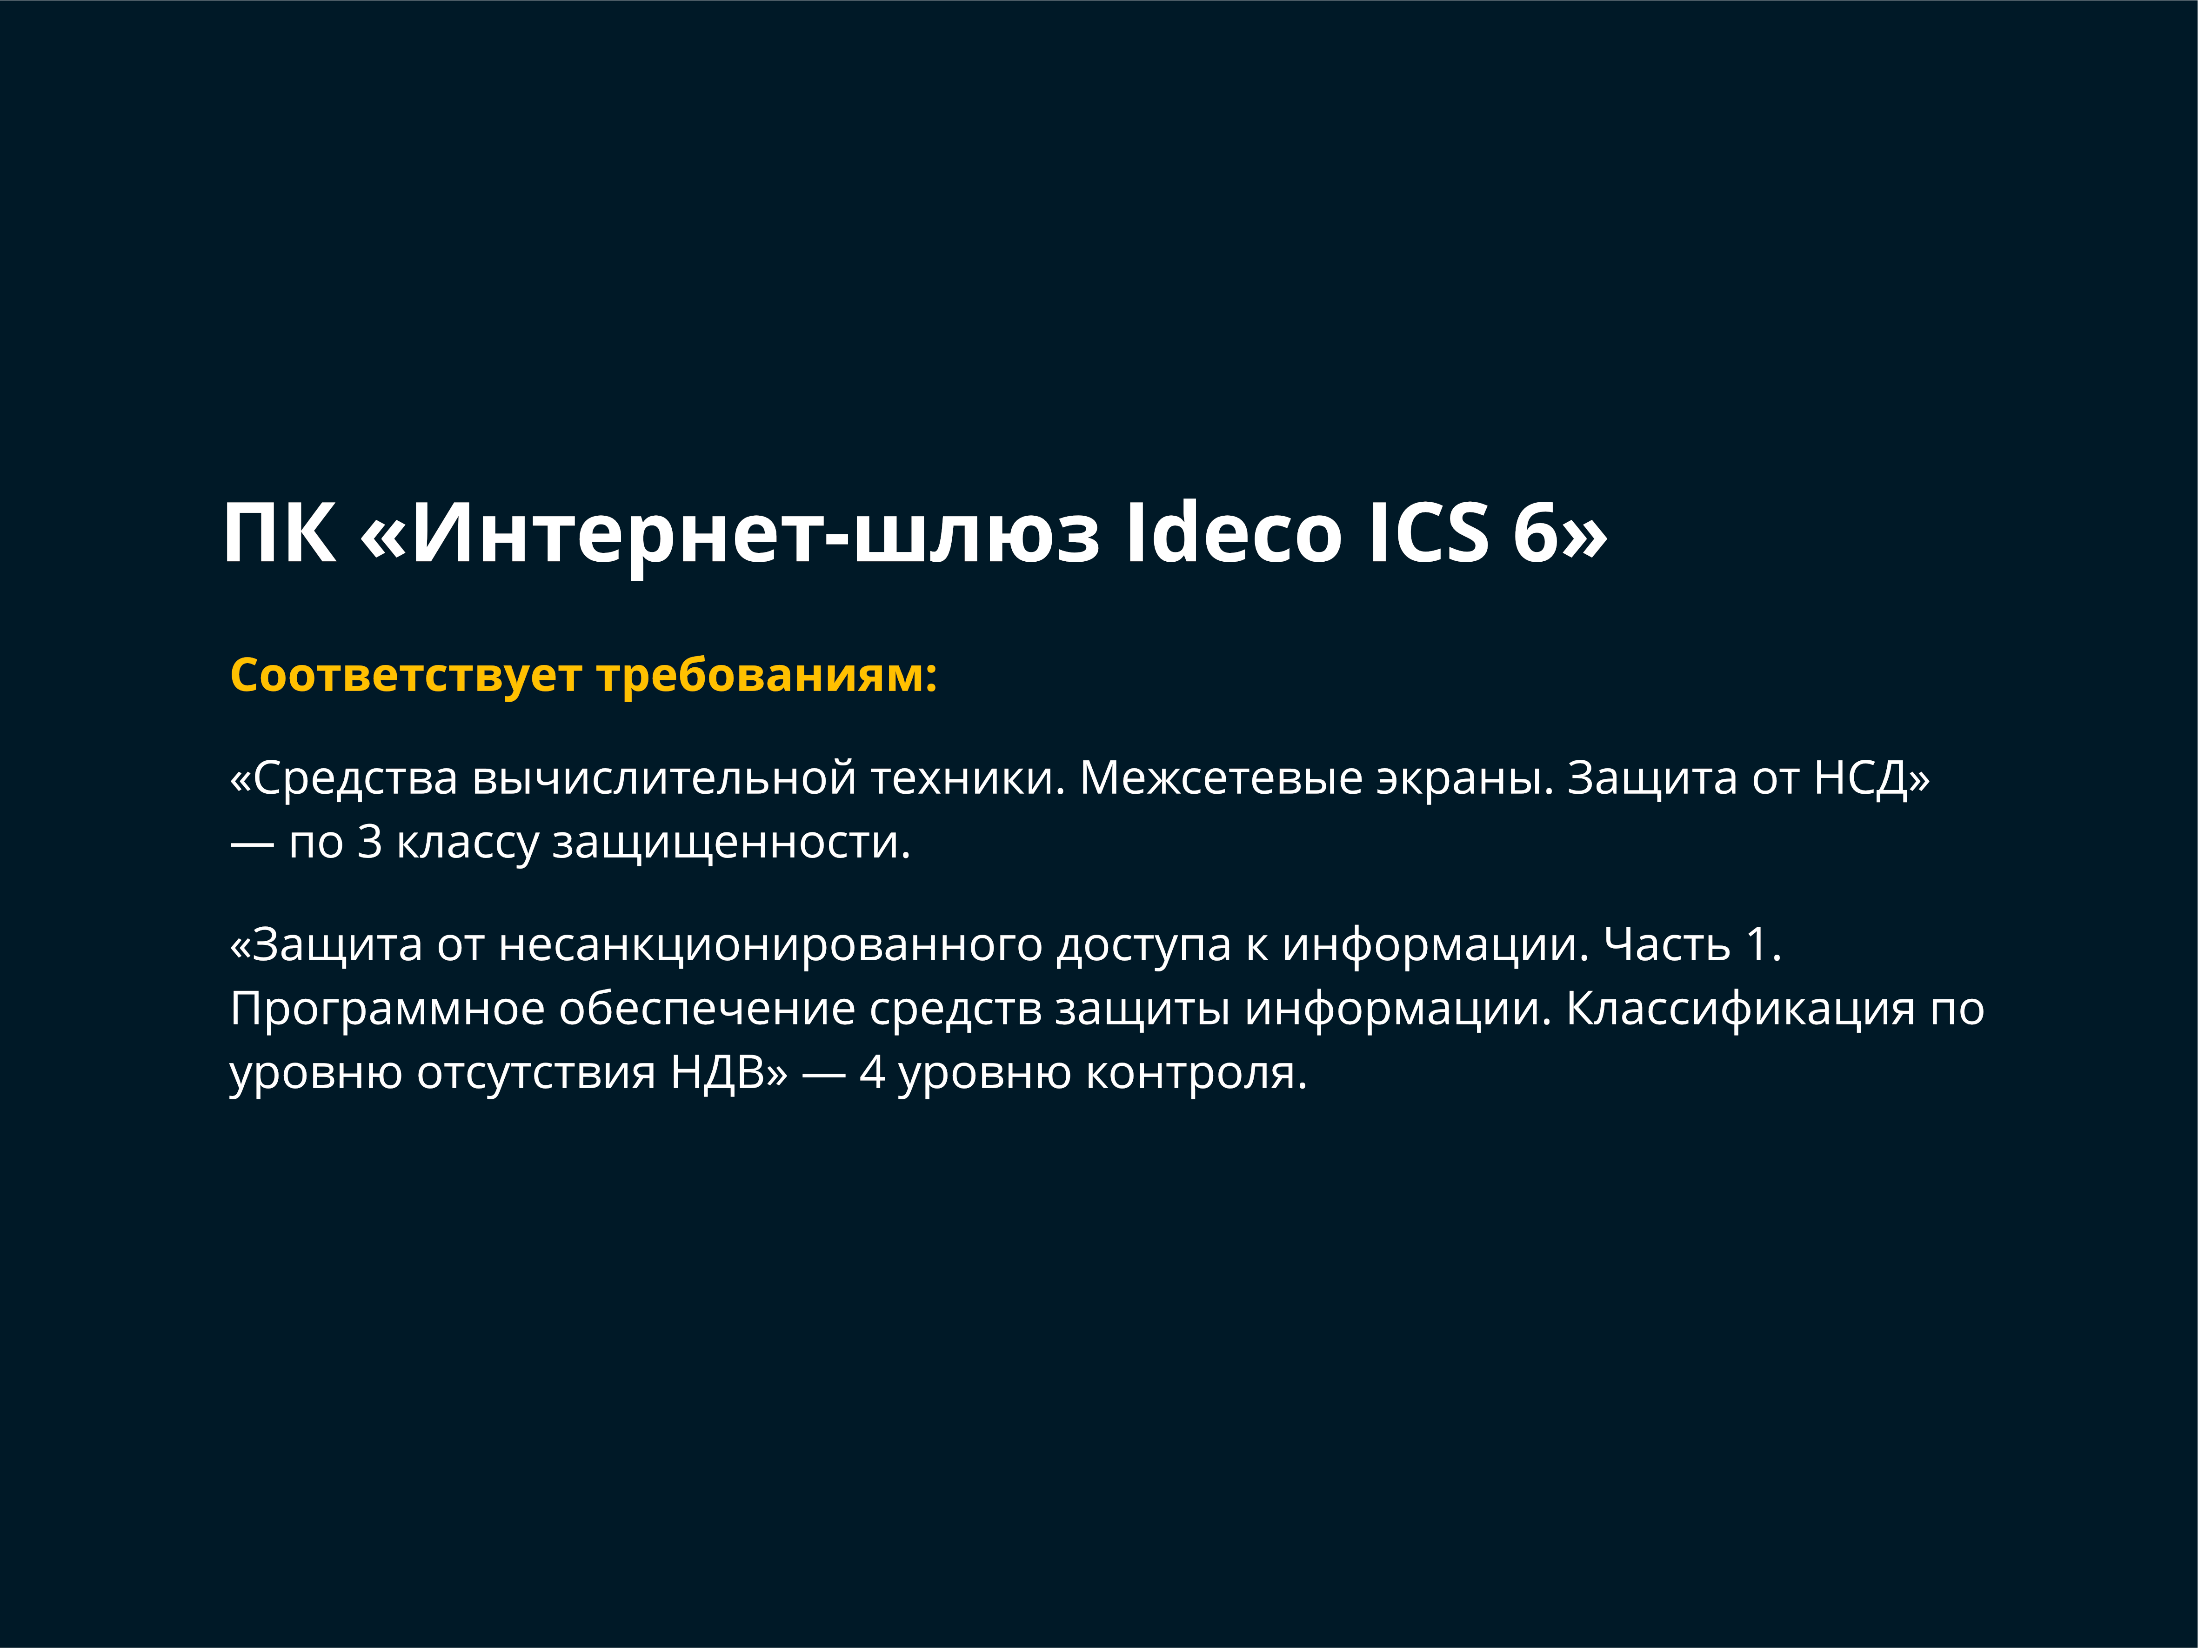 ПК «Интернет-шлюз Ideco ICS 6»
Соответствует требованиям:
«Средства вычислительной техники. Межсетевые экраны. Защита от НСД»
— по 3 классу защищенности.
«Защита от несанкционированного доступа к информации. Часть 1.
Программное обеспечение средств защиты информации. Классификация по
уровню отсутствия НДВ» — 4 уровню контроля.